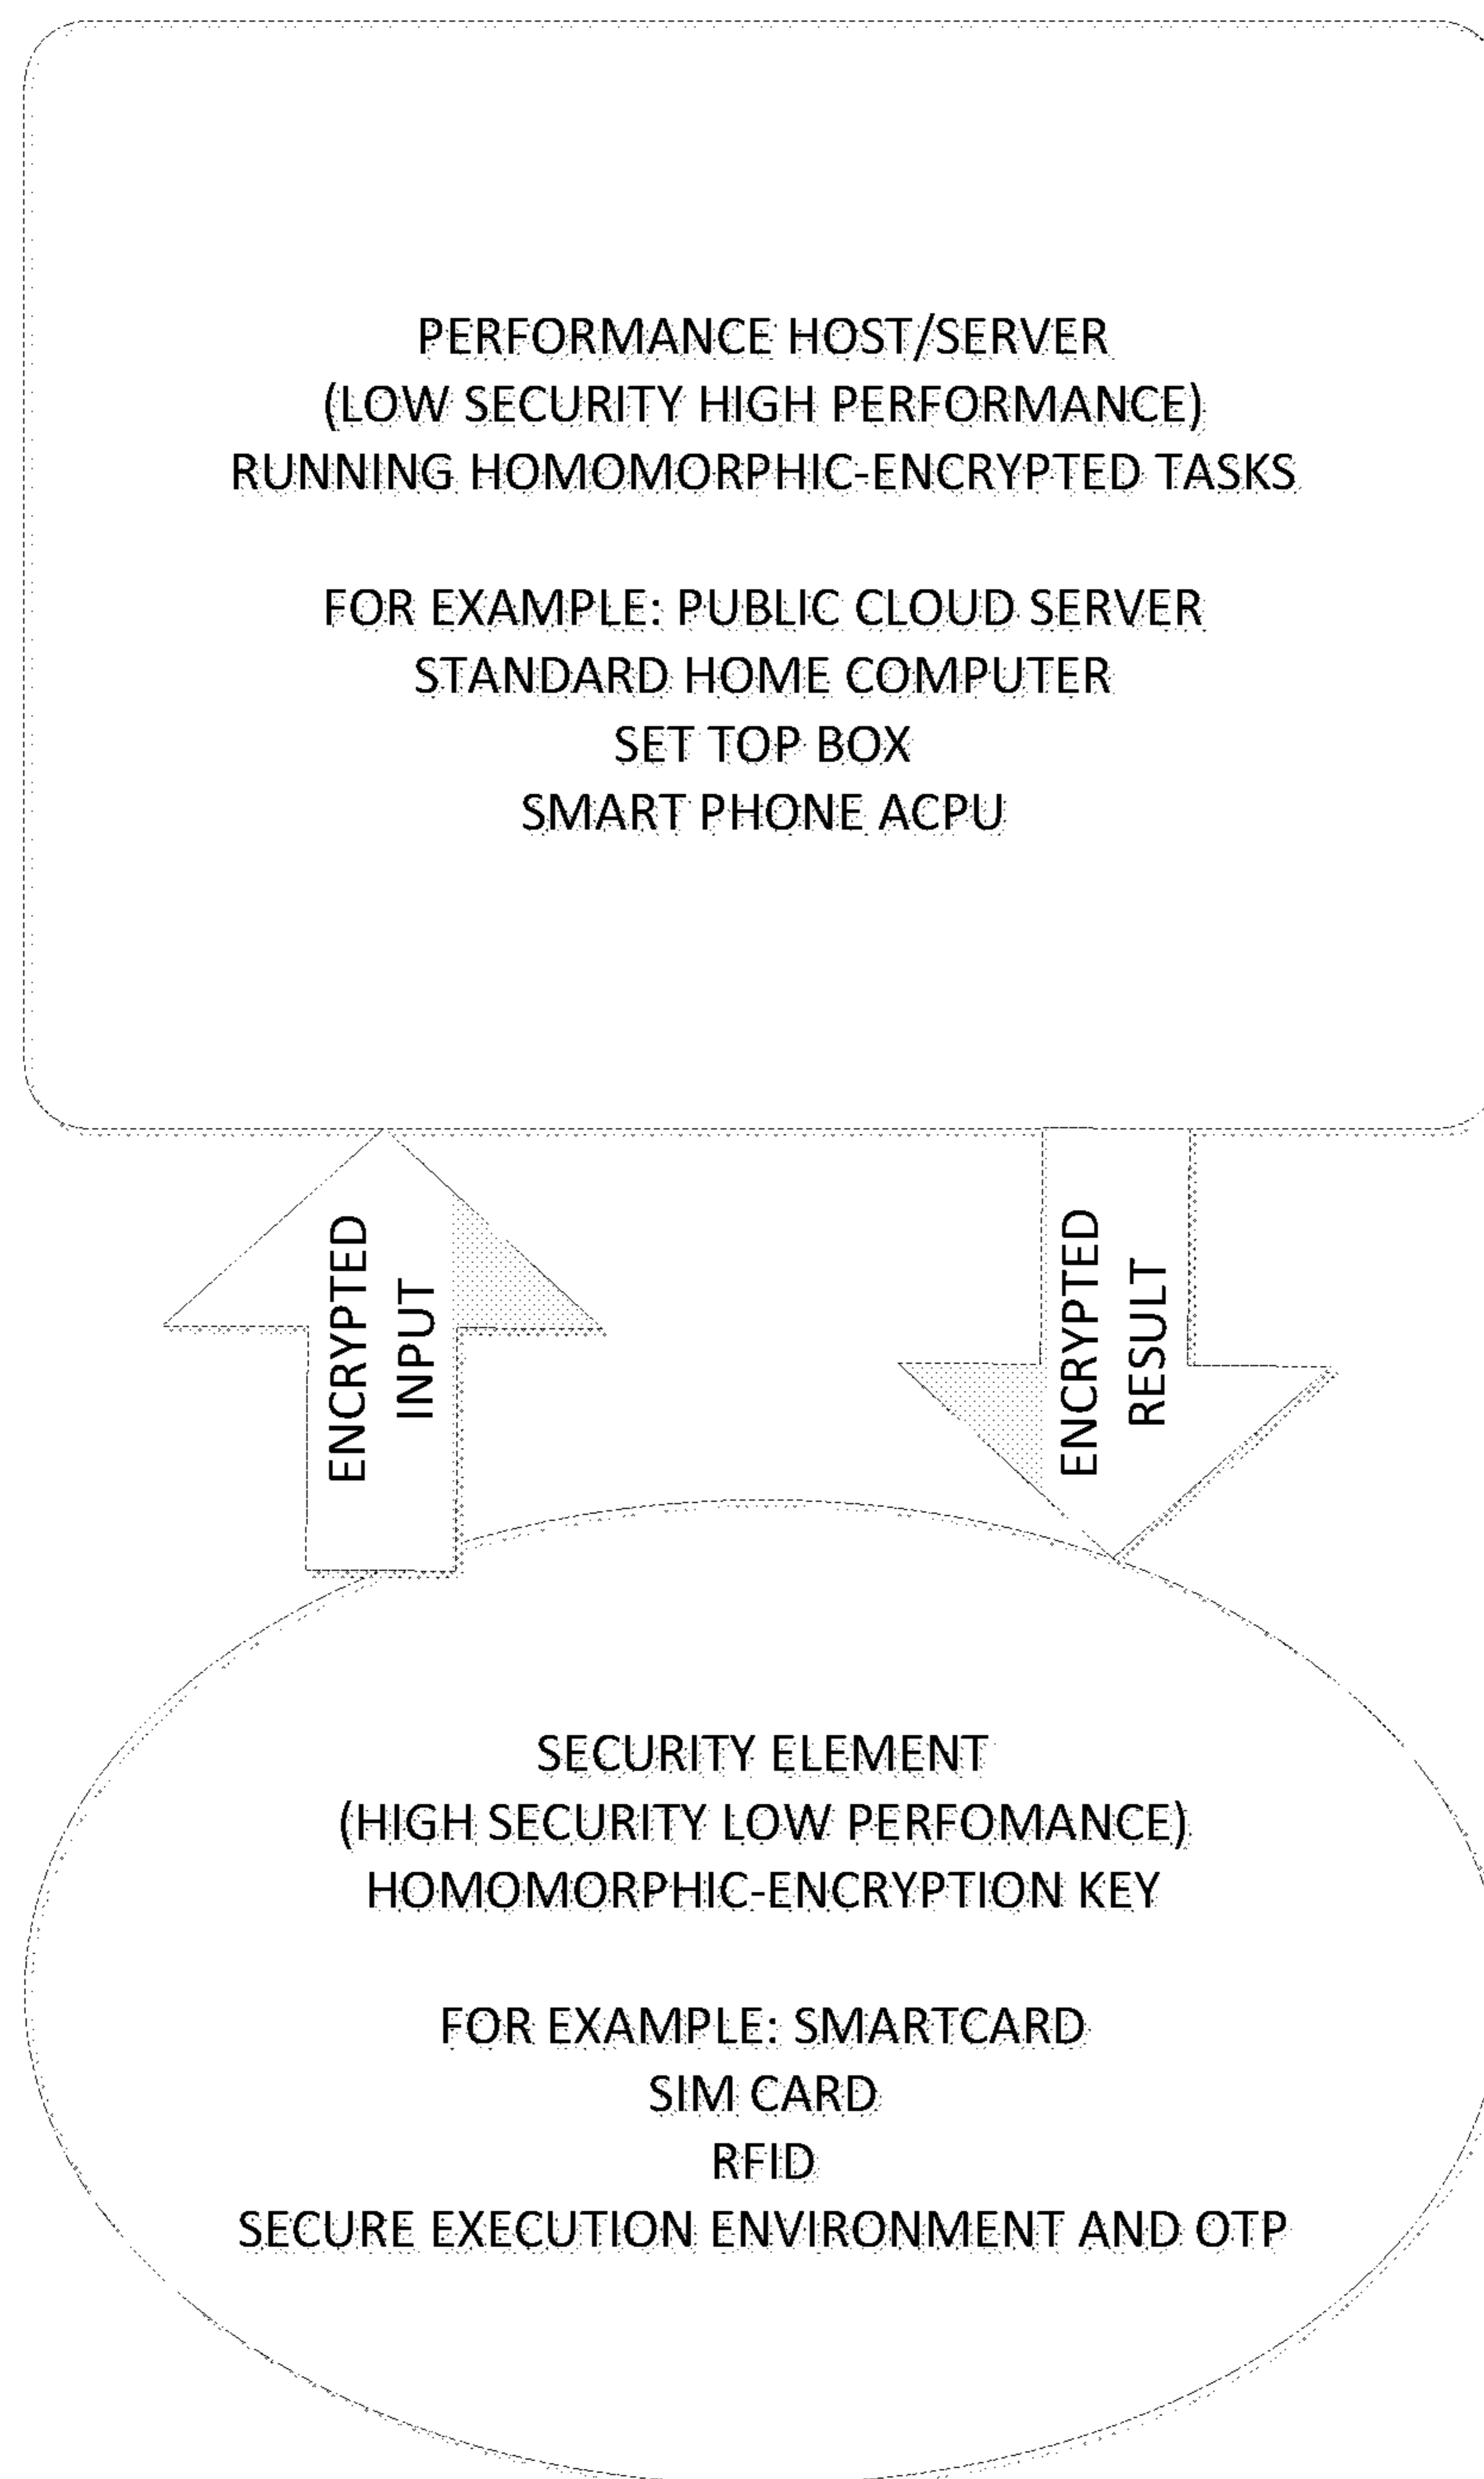 PERFORMANCE HOST/SERVER
(LOW SECURITY HIGH PERFORMANCE)
RUNNING HOMOMORPHIC-ENCRYPTED TASKS
FOR EXAMPLE: PUBLIC CLOUD SERVER
STANDARD HOME COMPUTER
SET TOP BOX
SMART PHONE ACPU
ENCRYPTED
INPUT
ENCRYPTED
RESULT
SECURITY ELEMENT
(HIGH SECURITY LOW PERFOMANCE)
HOMOMORPHIC-ENCRYPTION KEY
FOR EXAMPLE: SMARTCARD
SIM CARD
RFID
SECURE EXECUTION ENVIRONMENT AND OTP